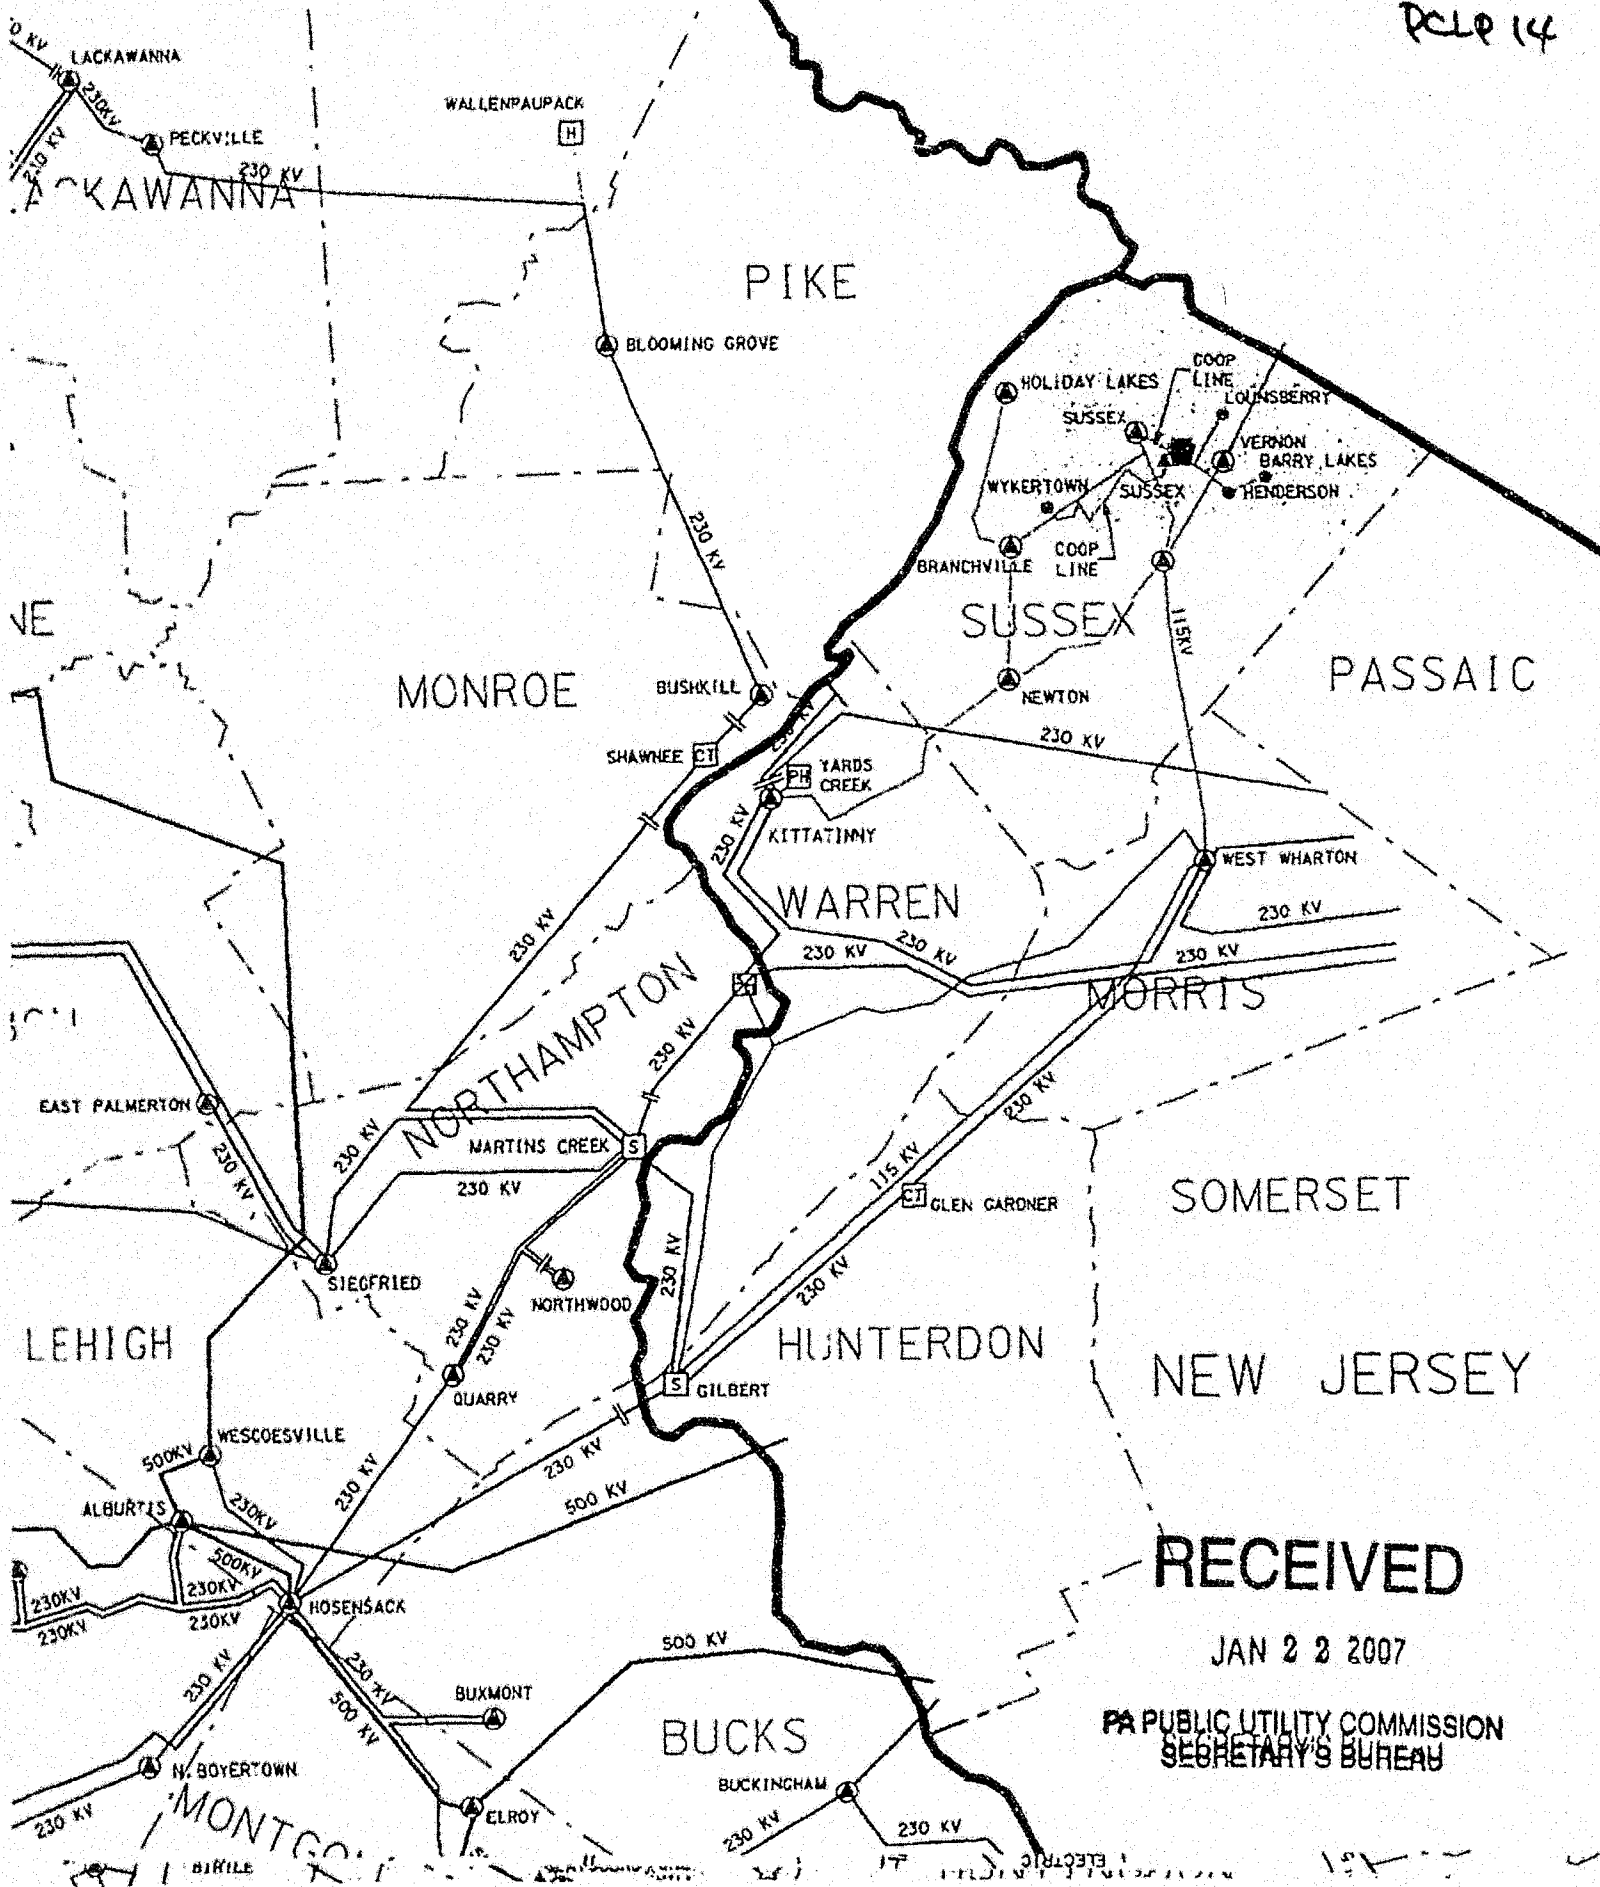 PCLP 14
LACKAWANNA
230KV
PECKVILLE
230 KV
230 KV
WALLENPAUPACK
H
PIKE
BLOOMING GROVE
HOLIDAY LAKES
COOP
LINE
LOUNSBERRY
SUSSEX
VERNON
BARRY LAKES
WYKERTOWN
SUSSEX
HENDERSON
BRANCHVILLE
COOP
LINE
230 KV
SUSSEX
115KV
PASSAIC
MONROE
BUSHKILL
NEWTON
SHAWNEE
CT
230 KV
PH
YARDS
CREEK
230 KV
KITTATINNY
WEST WHARTON
WARREN
230 KV
230 KV
230 KV
230 KV
230 KV
MORRIS
NORTHAMPTON
230 KV
EAST PALMERTON
230 KV
230 KV
MARTINS CREEK
S
230 KV
230 KV
115 KV
CT
GLEN GARDNER
SOMERSET
230 KV
230 KV
SIEGFRIED
NORTHWOOD
LEHIGH
230 KV
230 KV
HUNTERDON
NEW JERSEY
QUARRY
S
GILBERT
WESCOESVILLE
500KV
230 KV
230 KV
500 KV
ALBURTIS
230KV
500KV
230KV
230KV
230KV
230KV
HOSENSACK
RECEIVED
JAN 22 2007
500 KV
230 KV
230 KV
500 KV
BUXMONT
BUCKS
PA PUBLIC UTILITY COMMISSION
SECRETARY'S BUREAU
N. BOYERTOWN
BUCKINGHAM
230 KV
ELROY
230 KV
230 KV
ELECTRIC